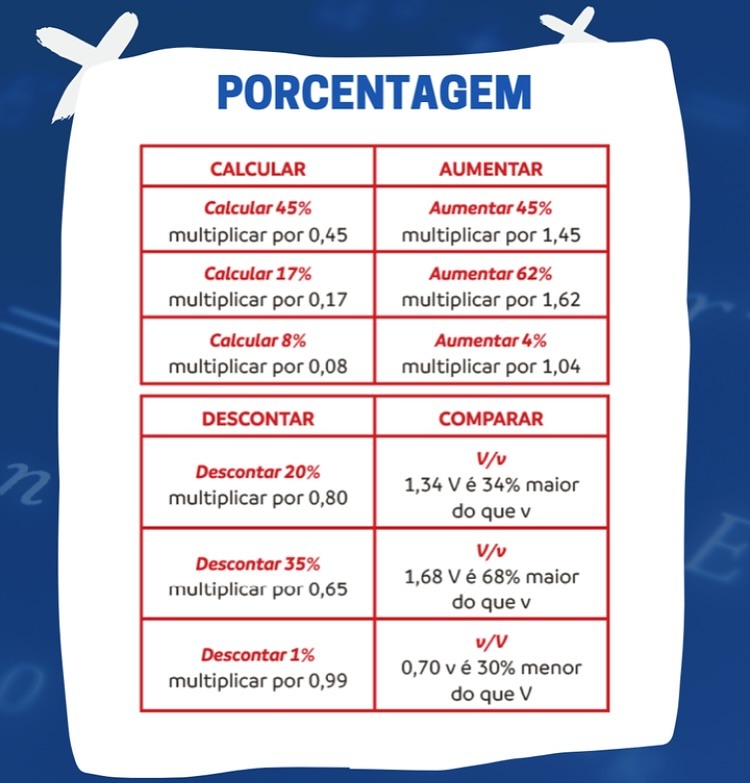 PORCENTAGEM
CALCULAR
AUMENTAR
Calcular 45%
multiplicar por 0,45
Aumentar 45%
multiplicar por 1,45
Calcular 17%
multiplicar por 0,17
Aumentar 62%
multiplicar por 1,62
Calcular 8%
multiplicar por 0,08
Aumentar 4%
multiplicar por 1,04
DESCONTAR
COMPARAR
Descontar 20%
multiplicar por 0,80
V/v
1,34 V é 34% maior
do que v
Descontar 35%
multiplicar por 0,65
V/v
1,68 V é 68% maior
do que v
Descontar 1%
multiplicar por 0,99
v/V
0,70 v é 30% menor
do que V
=
n
r
E
0